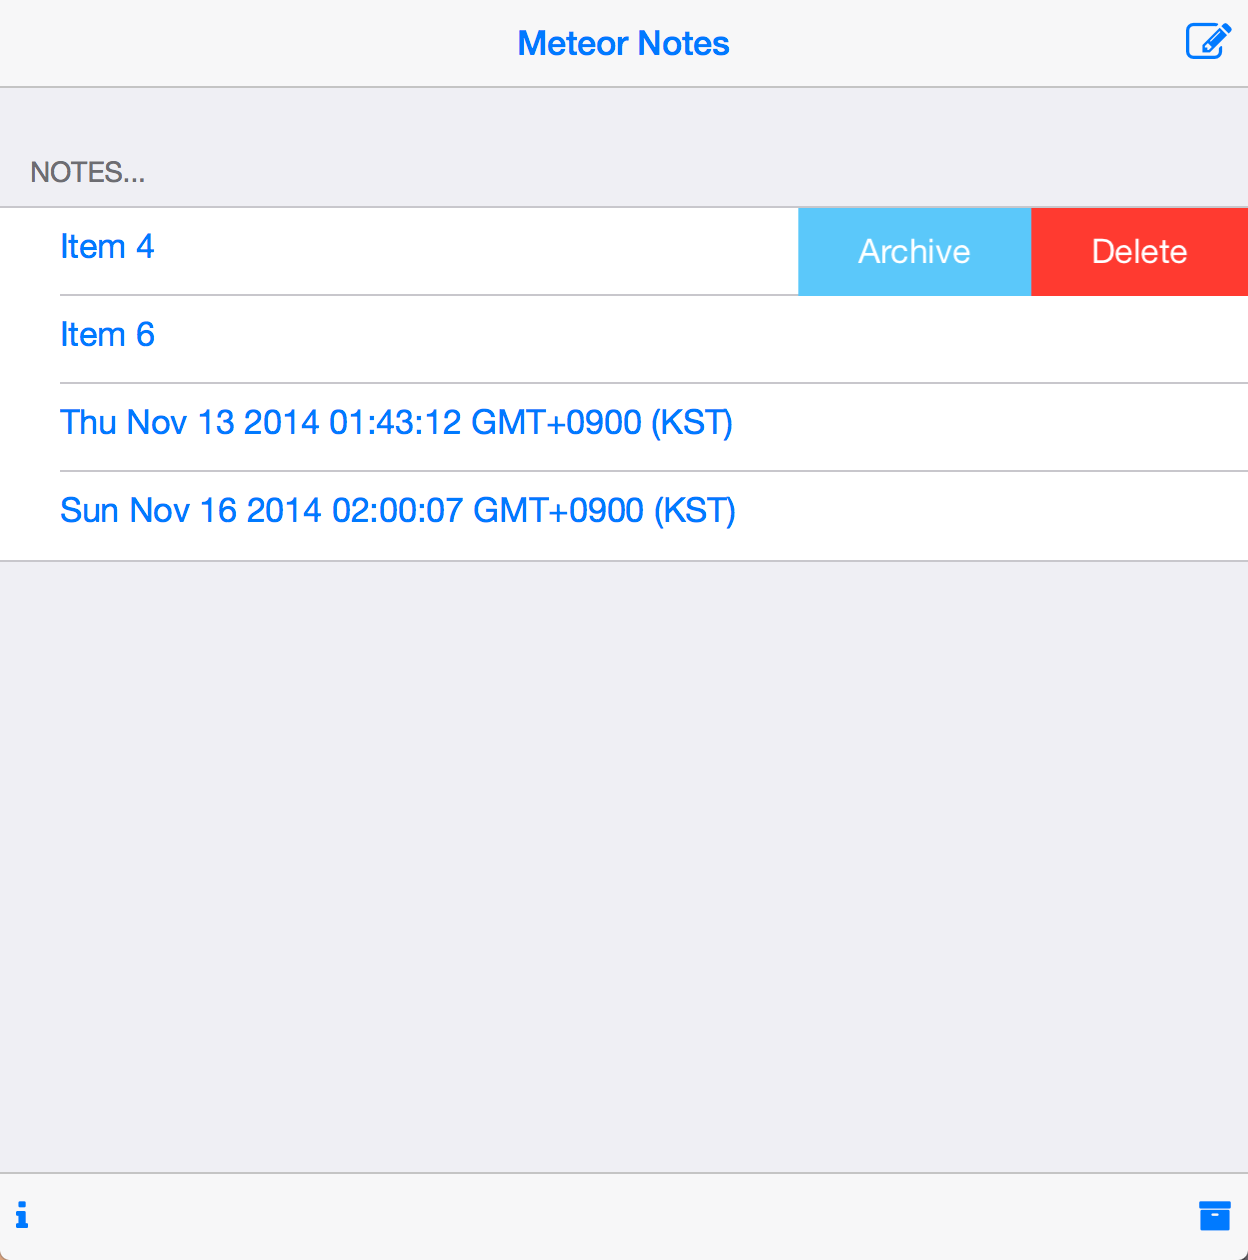 Meteor Notes
NOTES...
Item 4
Archive
Delete
Item 6
Thu Nov 13 2014 01:43:12 GMT+0900 (KST)
Sun Nov 16 2014 02:00:07 GMT+0900 (KST)